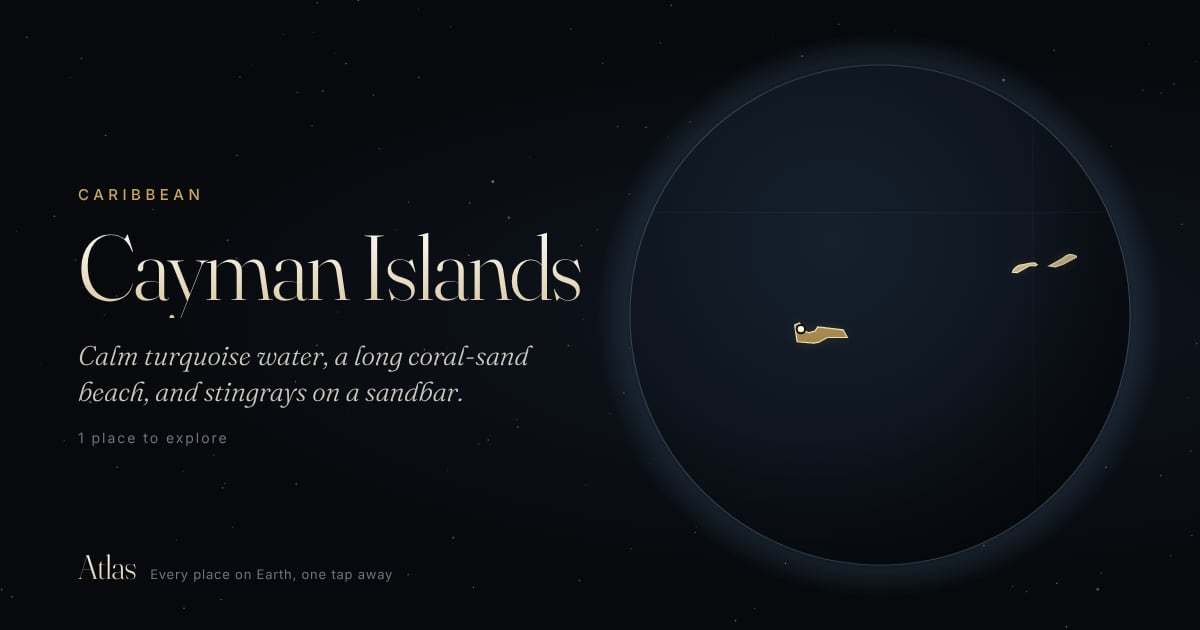 CARIBBEAN
Cayman Islands
Calm turquoise water, a long coral-sand
beach, and stingrays on a sandbar.
1 place to explore
Atlas Every place on Earth, one tap away